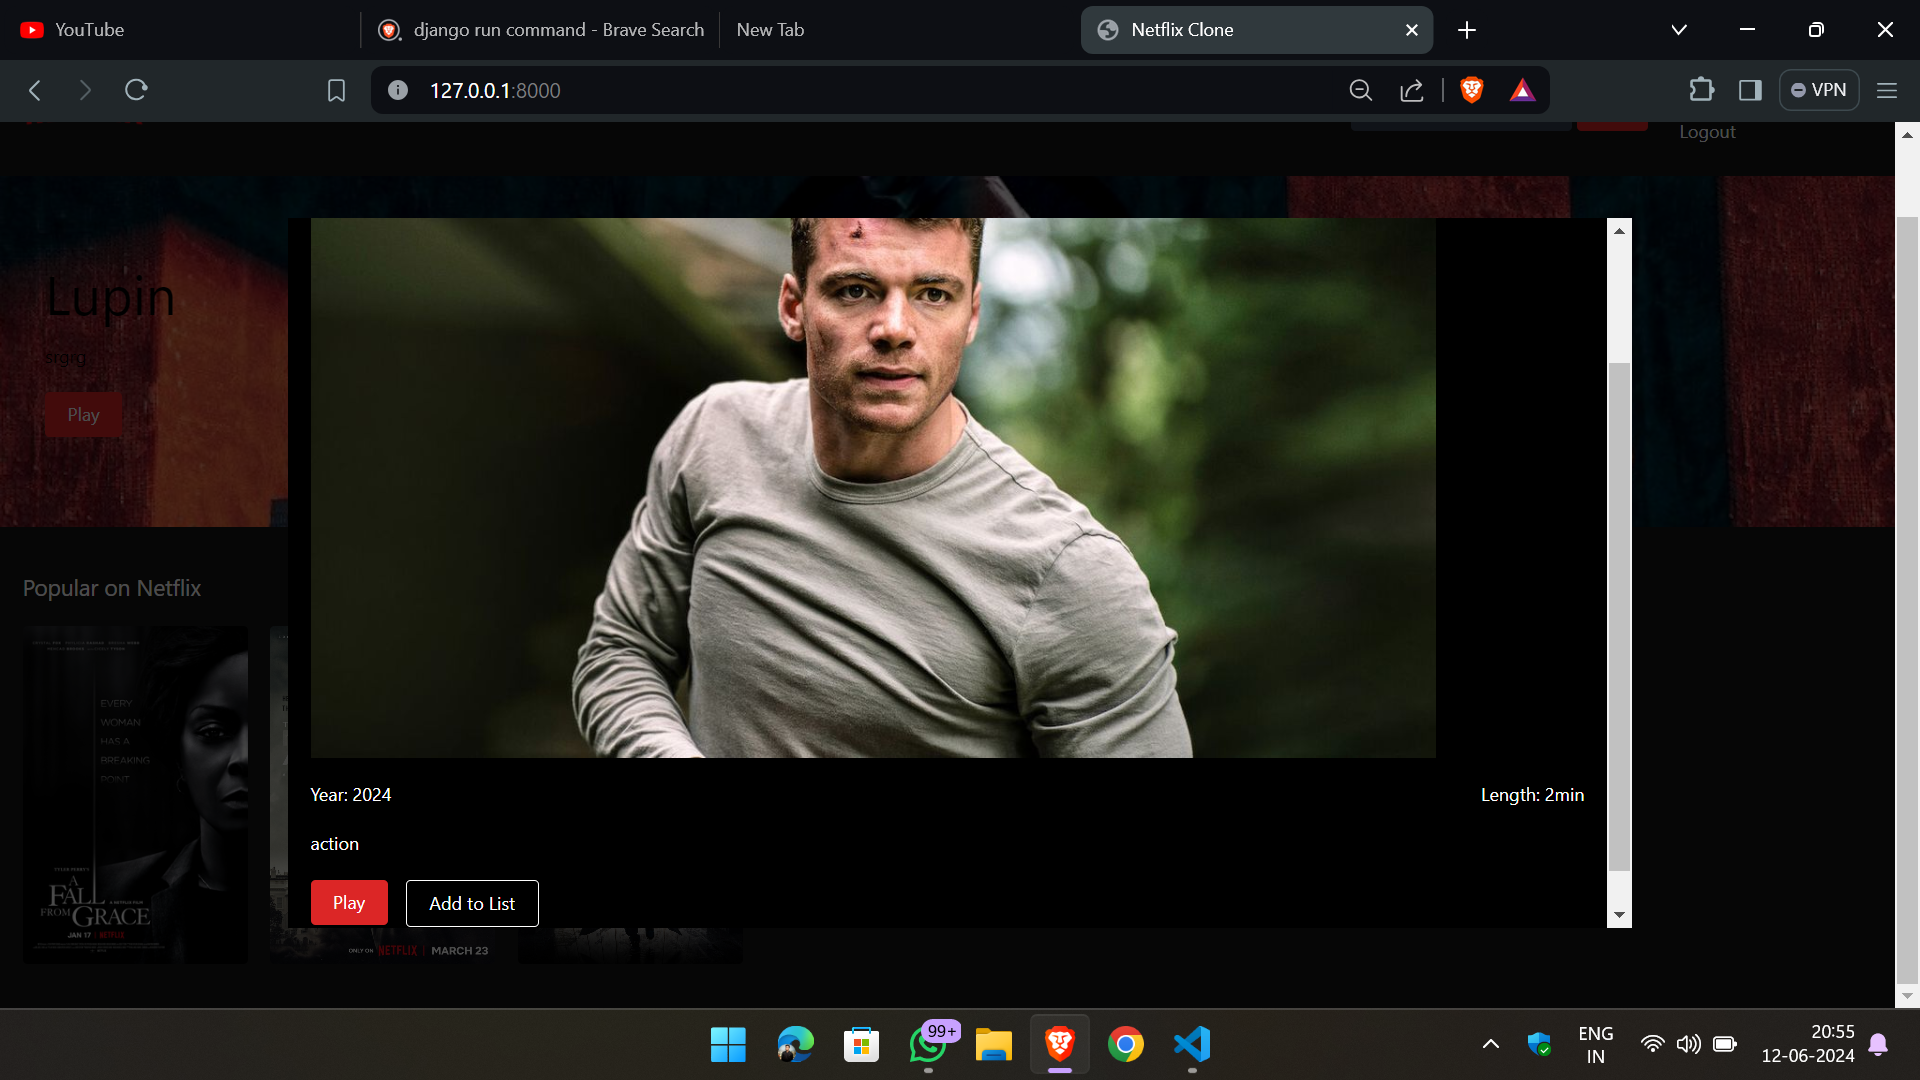 YouTube
django run command - Brave Search
New Tab
Netflix Clone
127.0.0.1:8000
VPN
Logout
Lupin
srgrg
Play
Popular on Netflix
EVERY
WOMAN
HAS A
BREAKING
POINT
A
FALL
FROM GRACE
JAN 17 | NETFLIX
ONLY ON NETFLIX | MARCH 23
Year: 2024
Length: 2min
action
Play
Add to List
99+
ENG
IN
20:55
12-06-2024